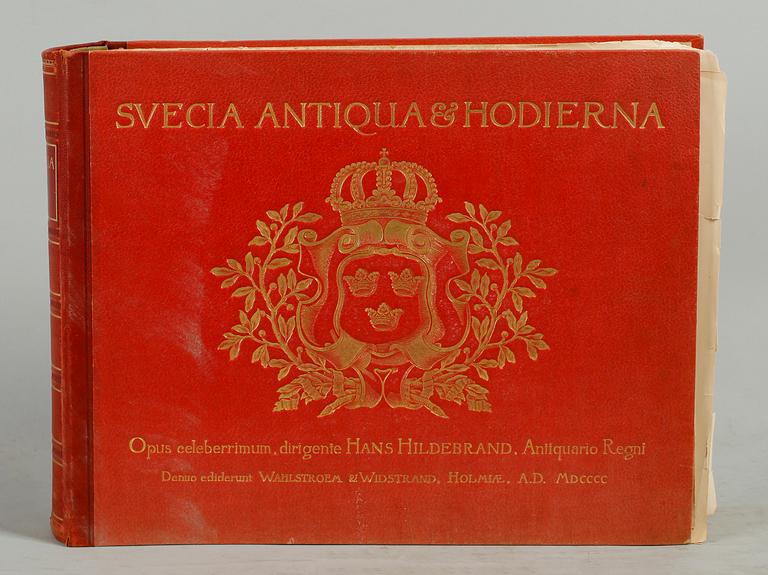 SVECIA ANTIQUA & HODIERNA
Opus celeberrimum, dirigente HANS HILDEBRAND, Antiquario Regni
Denuo ediderunt WAHLSTROEM & WIDSTRAND, HOLMIÆ, A.D. MDCCCC